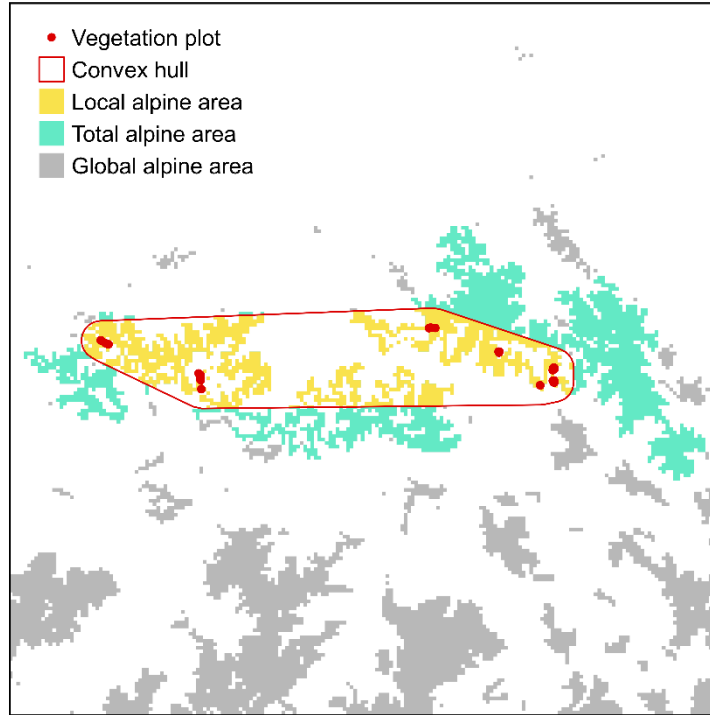 Vegetation plot
Convex hull
Local alpine area
Total alpine area
Global alpine area